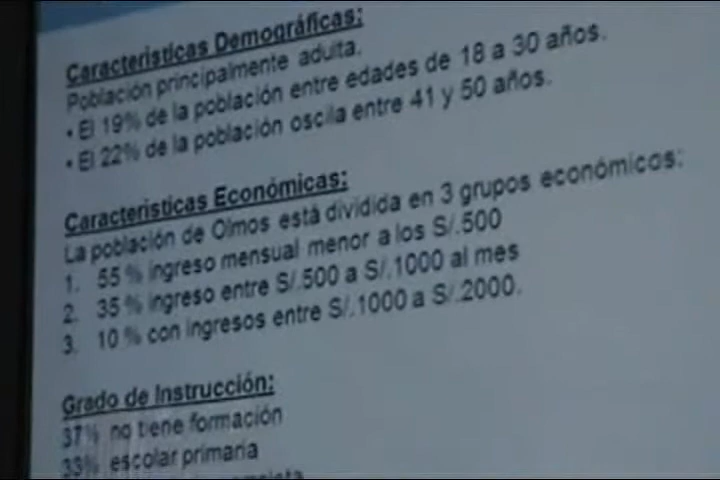 Caracteristicas Demográficas:
Población principalmente adulta.
• El 19% de la población entre edades de 18 a 30 años.
• El 22% de la población oscila entre 41 y 50 años.
Caracteristicas Económicas:
La población de Olmos está dividida en 3 grupos económicos:
1. 55 % ingreso mensual menor a los S/.500
2. 35 % ingreso entre S/.500 a S/.1000 al mes
3. 10 % con ingresos entre S/.1000 a S/.2000.
Grado de Instrucción:
37% no tiene formación
33% escolar primaria